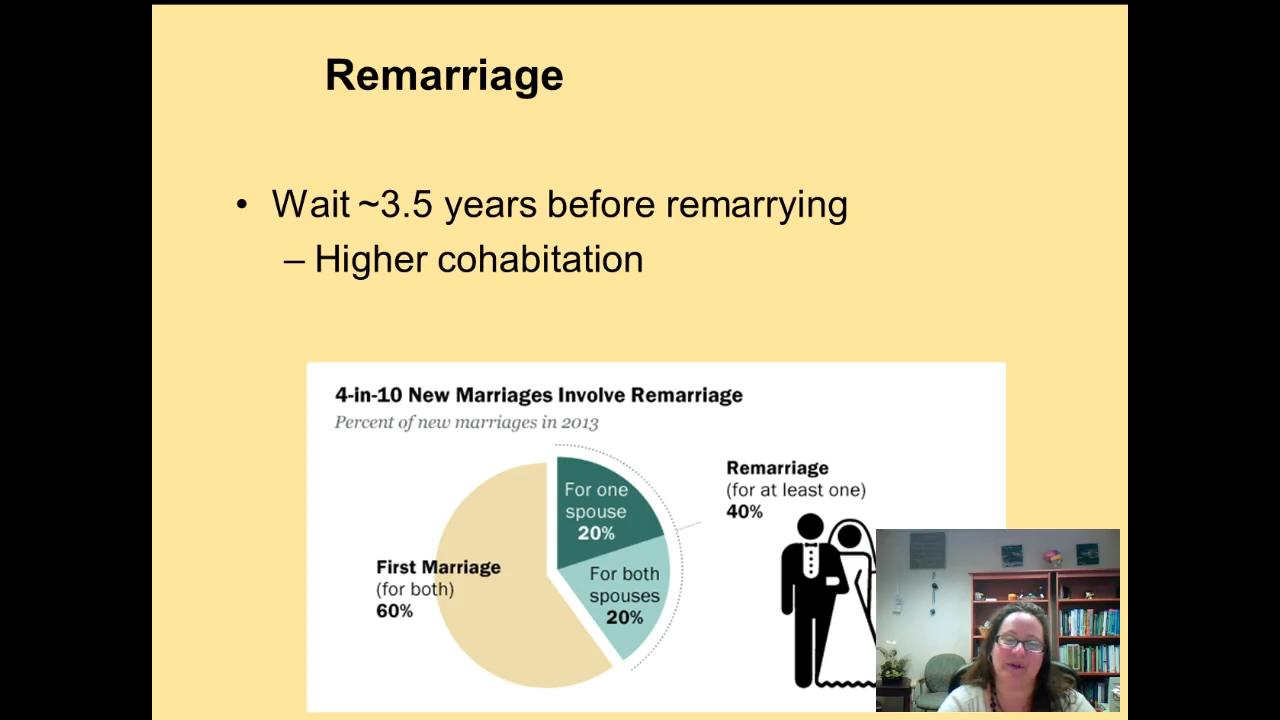 Remarriage
• Wait ~3.5 years before remarrying
– Higher cohabitation
4-in-10 New Marriages Involve Remarriage
Percent of new marriages in 2013
First Marriage
(for both)
60%
For one
spouse
20%
For both
spouses
20%
Remarriage
(for at least one)
40%